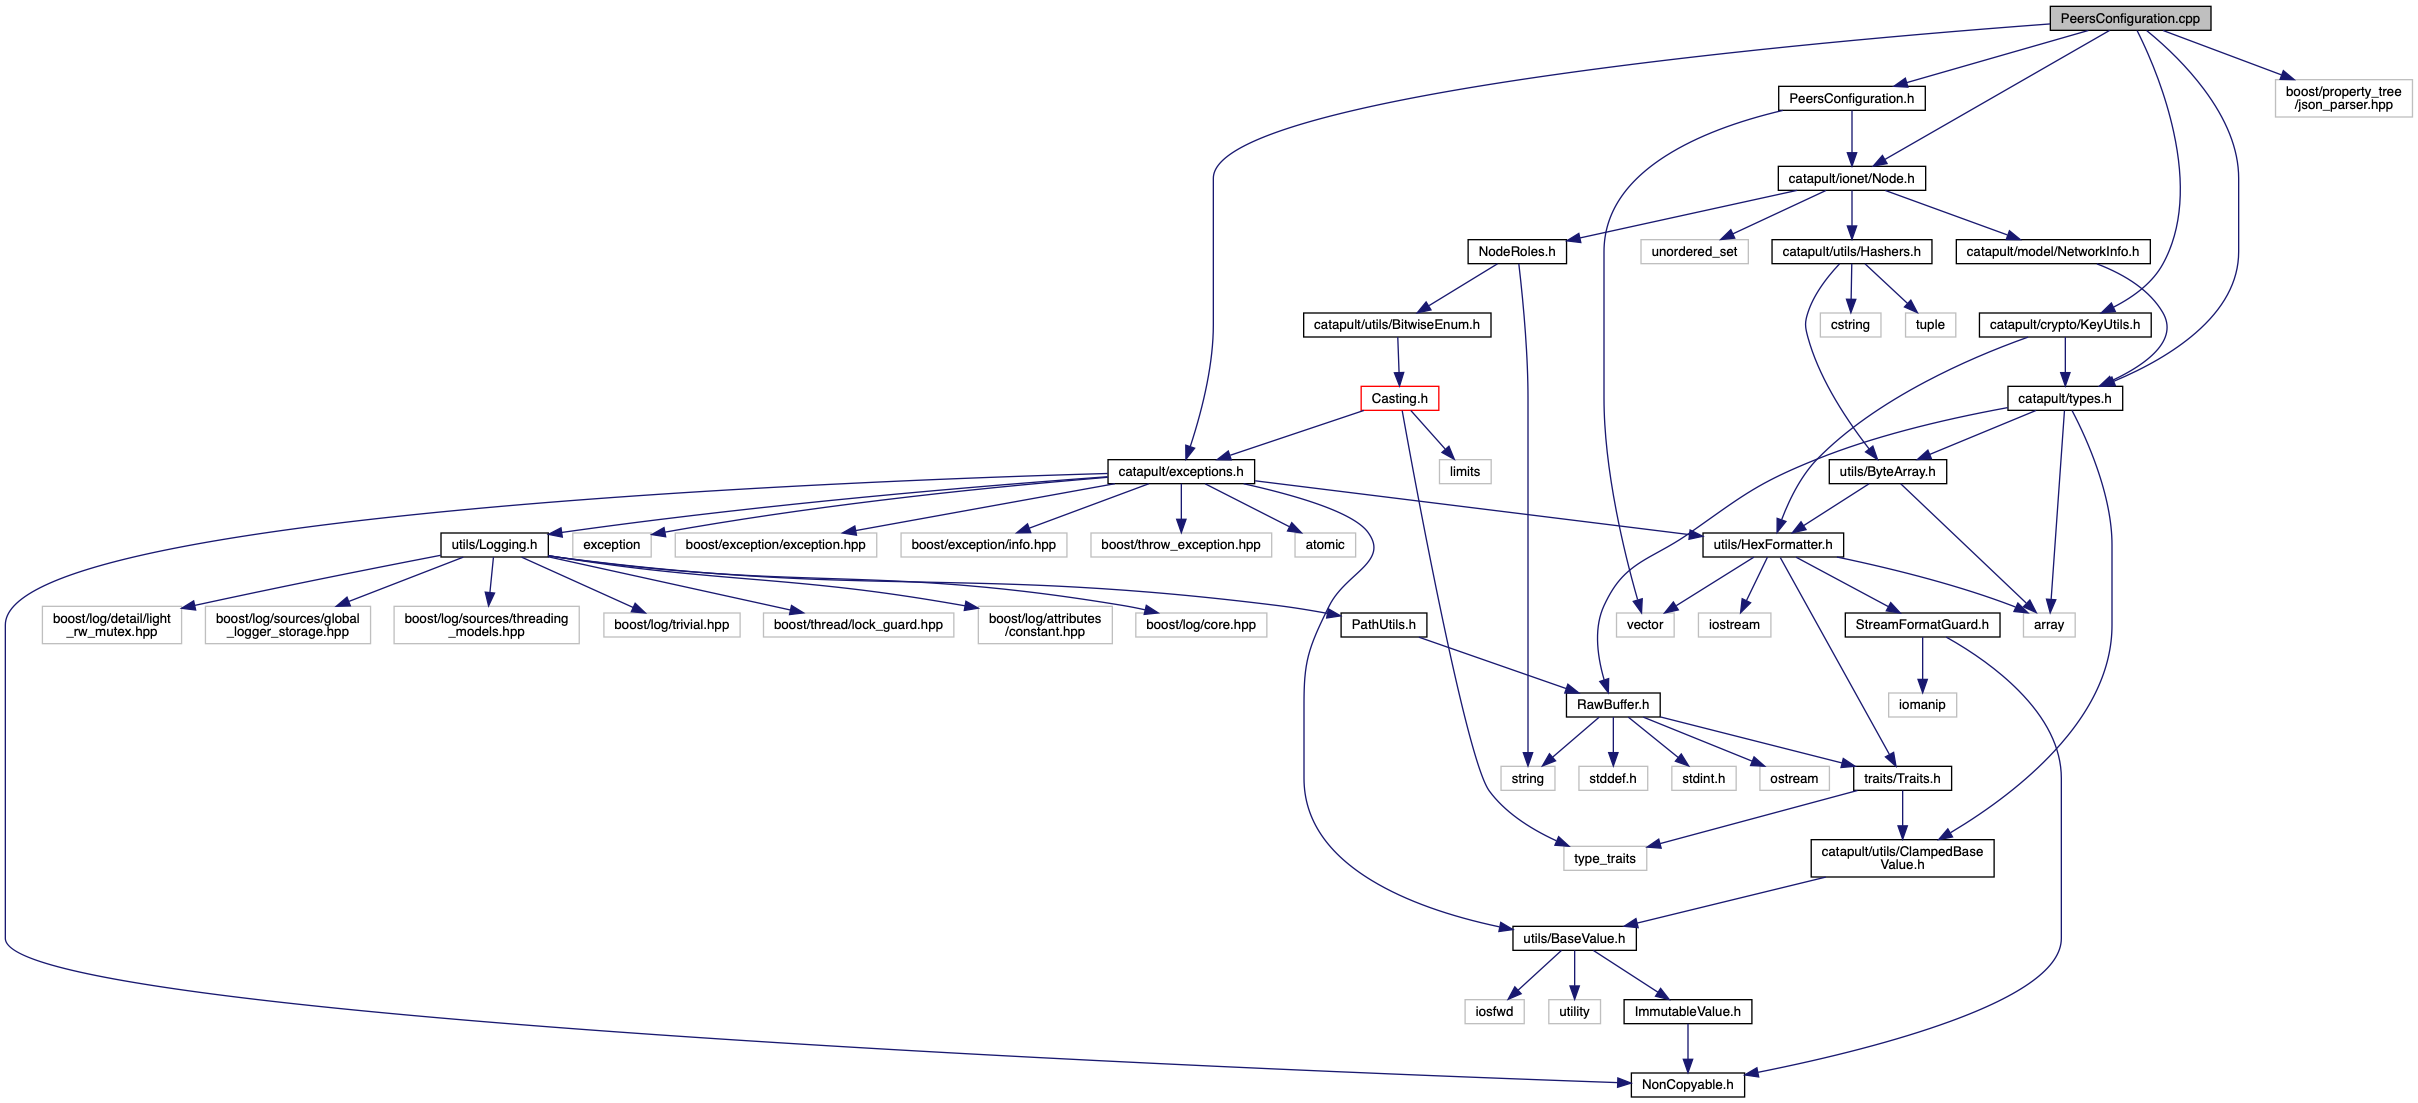 PeersConfiguration.cpp
PeersConfiguration.h
boost/property_tree
/json_parser.hpp
catapult/ionet/Node.h
NodeRoles.h
unordered_set
catapult/utils/Hashers.h
catapult/model/NetworkInfo.h
catapult/utils/BitwiseEnum.h
cstring
tuple
catapult/crypto/KeyUtils.h
Casting.h
catapult/types.h
catapult/exceptions.h
limits
utils/ByteArray.h
utils/Logging.h
exception
boost/exception/exception.hpp
boost/exception/info.hpp
boost/throw_exception.hpp
atomic
utils/HexFormatter.h
boost/log/detail/light
_rw_mutex.hpp
boost/log/sources/global
_logger_storage.hpp
boost/log/sources/threading
_models.hpp
boost/log/trivial.hpp
boost/thread/lock_guard.hpp
boost/log/attributes
/constant.hpp
boost/log/core.hpp
PathUtils.h
vector
iostream
StreamFormatGuard.h
array
RawBuffer.h
iomanip
string
stddef.h
stdint.h
ostream
traits/Traits.h
type_traits
catapult/utils/ClampedBase
Value.h
utils/BaseValue.h
iosfwd
utility
ImmutableValue.h
NonCopyable.h